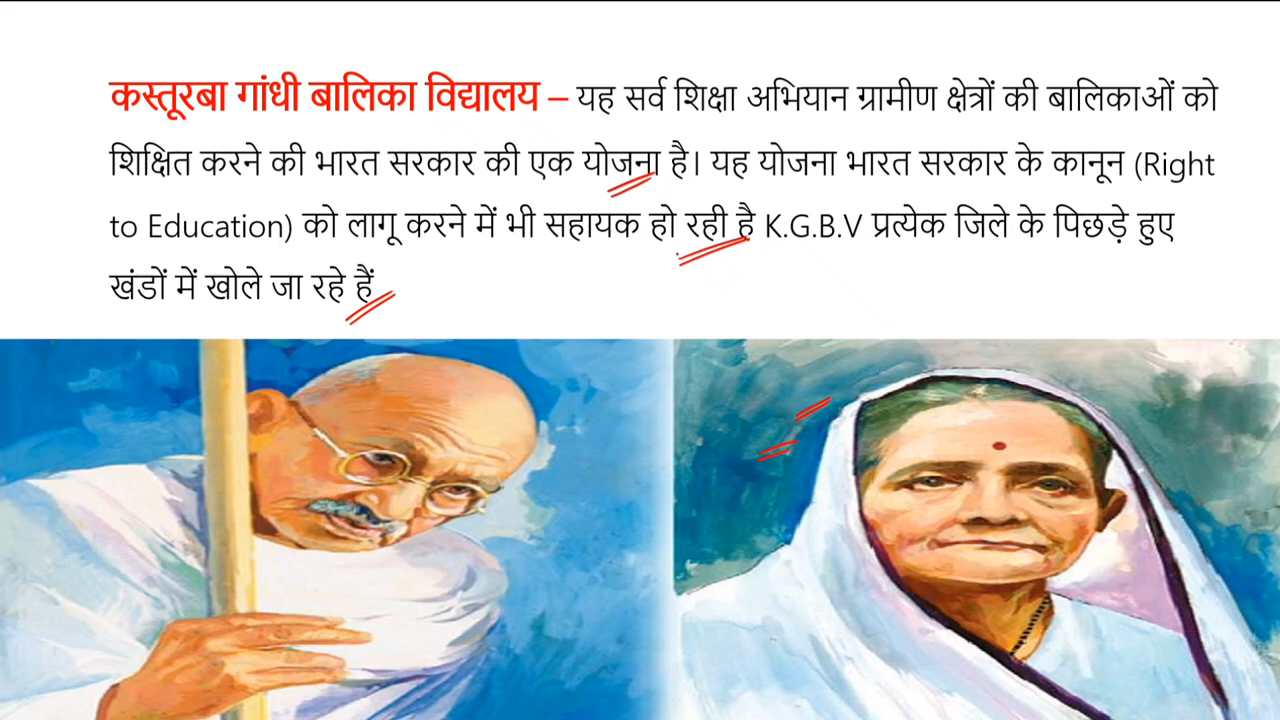 कस्तूरबा गांधी बालिका विद्यालय – यह सर्व शिक्षा अभियान ग्रामीण क्षेत्रों की बालिकाओं को
शिक्षित करने की भारत सरकार की एक योजना है। यह योजना भारत सरकार के कानून (Right
to Education) को लागू करने में भी सहायक हो रही है K.G.B.V प्रत्येक जिले के पिछड़े हुए
खंडों में खोले जा रहे हैं